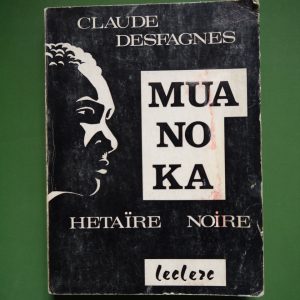 CLAUDE
DESFAGNES
MUA
NO
KA
HETAÏRE NOIRE
leclerc